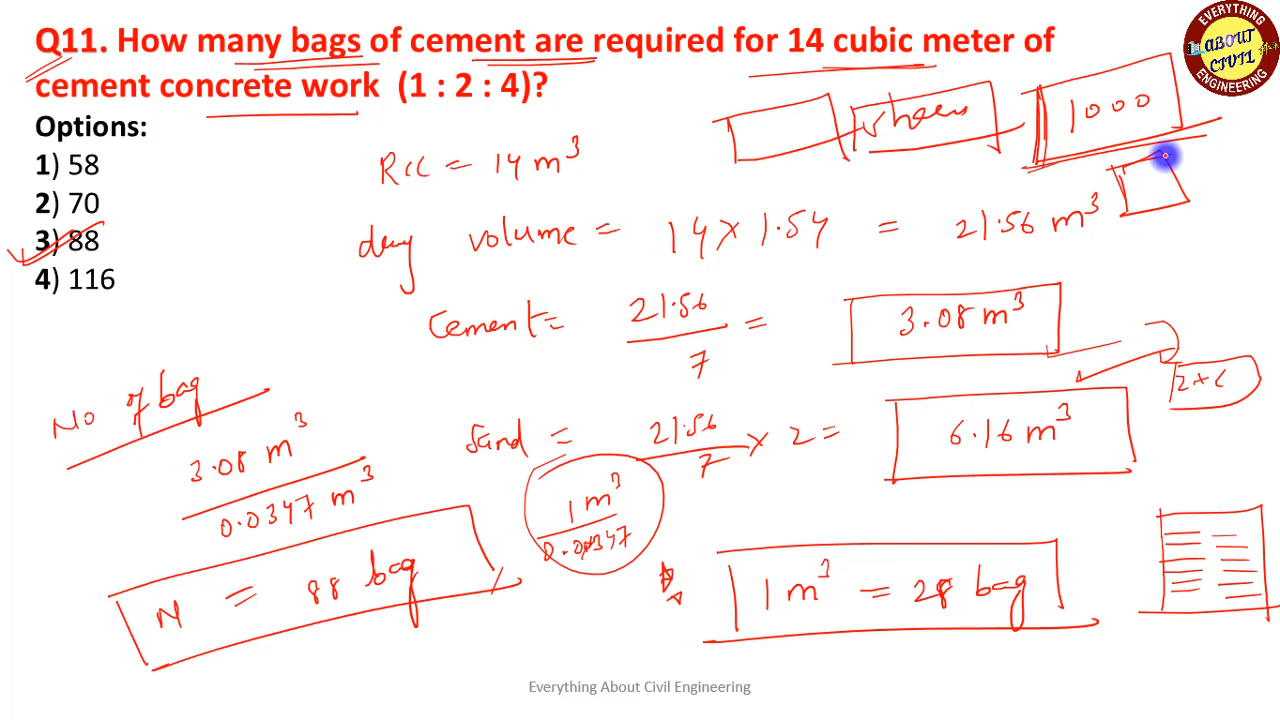 Q11. How many bags of cement are required for 14 cubic meter of
cement concrete work (1 : 2 : 4)?
EVERYTHING
ABOUT
CIVIL
ENGINEERING
Options:
1) 58
2) 70
3) 88
4) 116
1000
Rcc = 14 m³
dry volume = 14 × 1.54 = 21.56 m³
Cement = 21.56 / 7 = 3.08 m³
Sand = 21.56 / 7 × 2 = 6.16 m³
2 × C
No of bag
3.08 m³
0.0347 m³
N = 88 bag
1 m³
0.0347
1 m³ = 28 bag
Everything About Civil Engineering